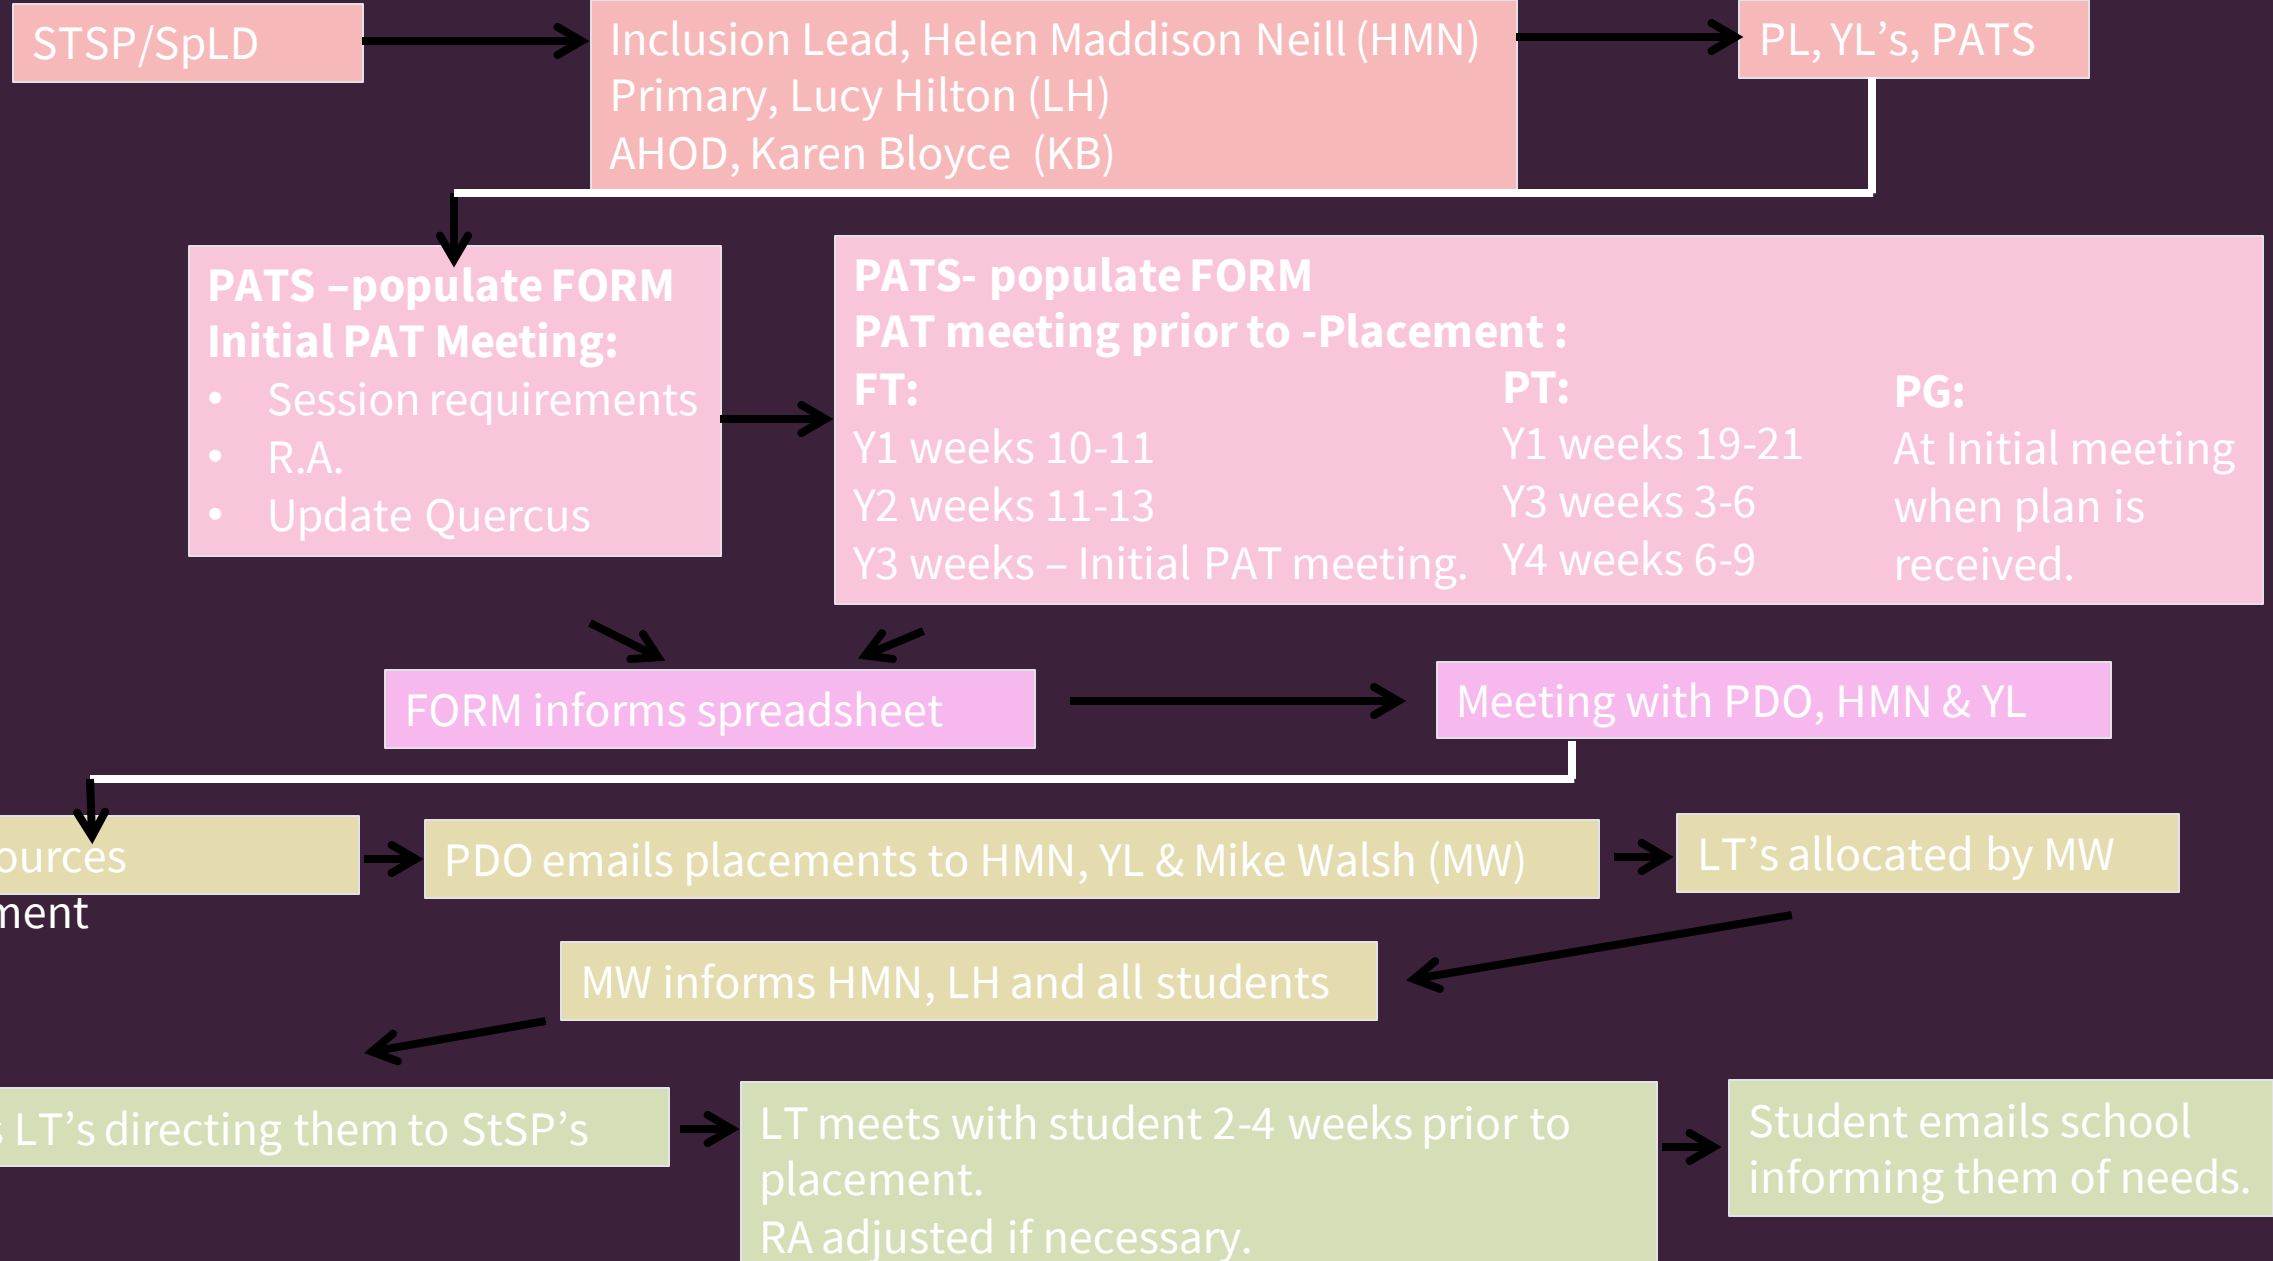 STSP/SpLD
Inclusion Lead, Helen Maddison Neill (HMN)
Primary, Lucy Hilton (LH)
AHOD, Karen Bloyce (KB)
PL, YL’s, PATS
PATS –populate FORM
Initial PAT Meeting:
• Session requirements
• R.A.
• Update Quercus
PATS- populate FORM
PAT meeting prior to -Placement :
FT:
Y1 weeks 10-11
Y2 weeks 11-13
Y3 weeks – Initial PAT meeting.
PT:
Y1 weeks 19-21
Y3 weeks 3-6
Y4 weeks 6-9
PG:
At Initial meeting
when plan is
received.
FORM informs spreadsheet
Meeting with PDO, HMN & YL
PDO emails placements to HMN, YL & Mike Walsh (MW)
LT’s allocated by MW
MW informs HMN, LH and all students
LT’s directing them to StSP’s
LT meets with student 2-4 weeks prior to
placement.
RA adjusted if necessary.
Student emails school
informing them of needs.